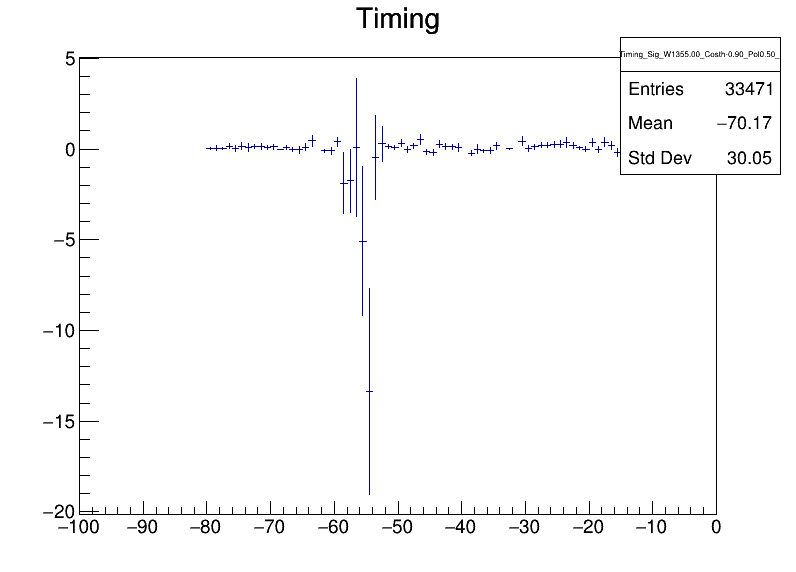 Timing
Timing_Sig_W1355.00_Costh-0.90_Pol0.50_
Entries 33471
Mean −70.17
Std Dev 30.05
5
0
−5
−10
−15
−20
−100 −90 −80 −70 −60 −50 −40 −30 −20 −10 0